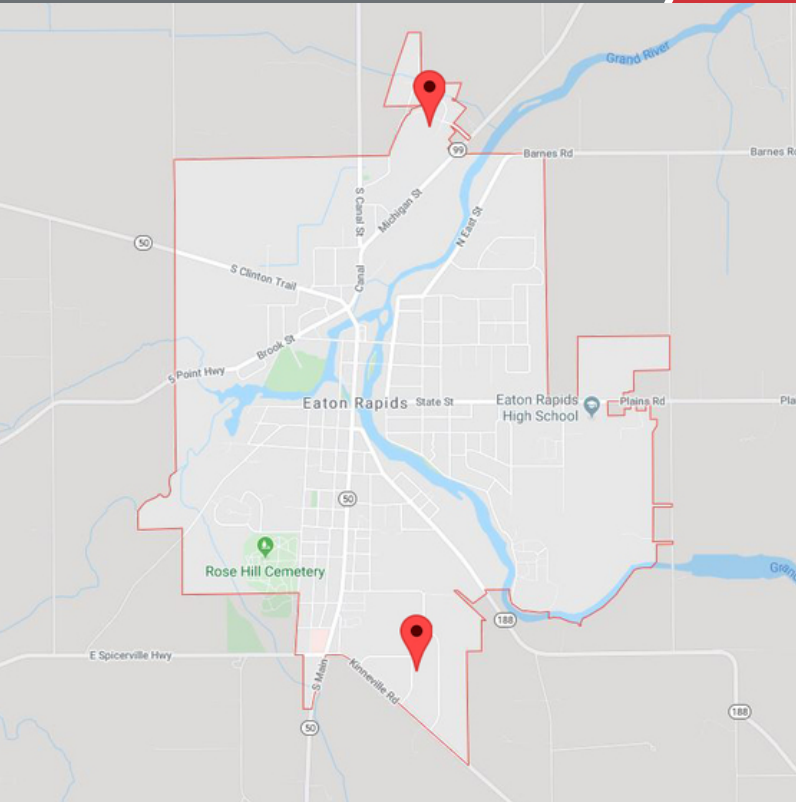 Grand River
99
Barnes Rd
Barnes R
S Canal St
Michigan St
N East St
50
S Clinton Trail
Canal
Brook St
S Point Hwy
Eaton Rapids
State St
Eaton Rapids
High School
Plains Rd
Pla
50
Rose Hill Cemetery
Gran
188
E Spicerville Hwy
S Main
Kinneville Rd
188
50